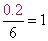 0.2/6 = 1